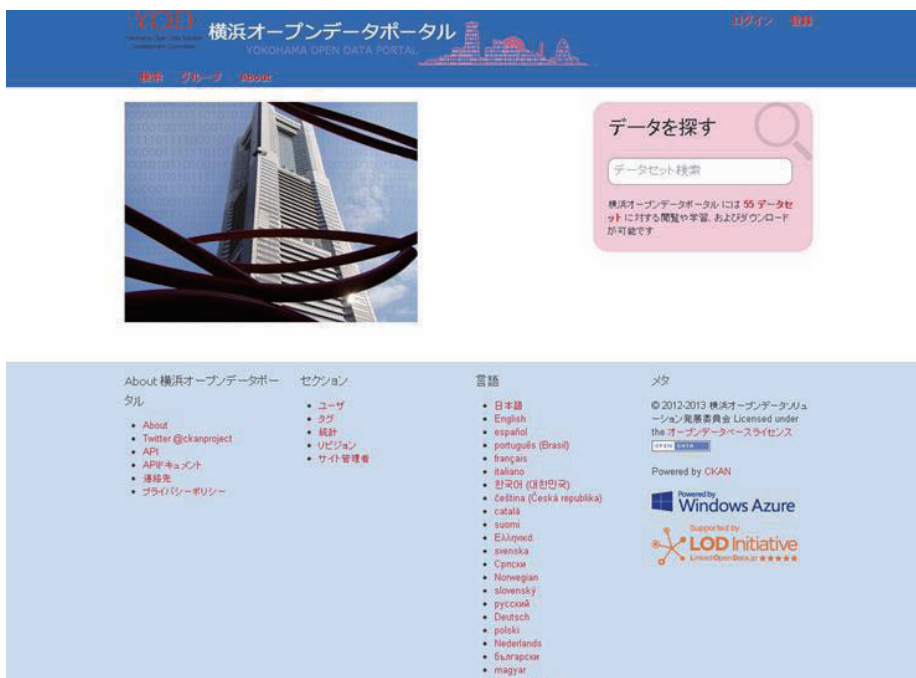 YOD
横浜オープンデータポータル
YOKOHAMA OPEN DATA PORTAL
ログイン 登録
検索 グループ About
データを探す
データセット検索
横浜オープンデータポータル には 55 データセ
ット に対する閲覧や学習、およびダウンロード
が可能です
About 横浜オープンデータポー
タル
About
Twitter @ckanproject
API
APIドキュメント
連絡先
プライバシーポリシー
セクション
ユーザ
タグ
統計
リビジョン
サイト管理者
言語
日本語
English
español
português (Brasil)
français
italiano
한국어 (대한민국)
čeština (Česká republika)
català
suomi
Ελληνικά
svenska
Српски
Norwegian
slovenský
русский
Deutsch
polski
Nederlands
български
magyar
メタ
© 2012-2013 横浜オープンデータソリュ
ーション発展委員会 Licensed under
the オープンデータベースライセンス
OPEN DATA
Powered by CKAN
Powered by
Windows Azure
Supported by
LOD Initiative
LinkedOpenData.jp ★★★★★